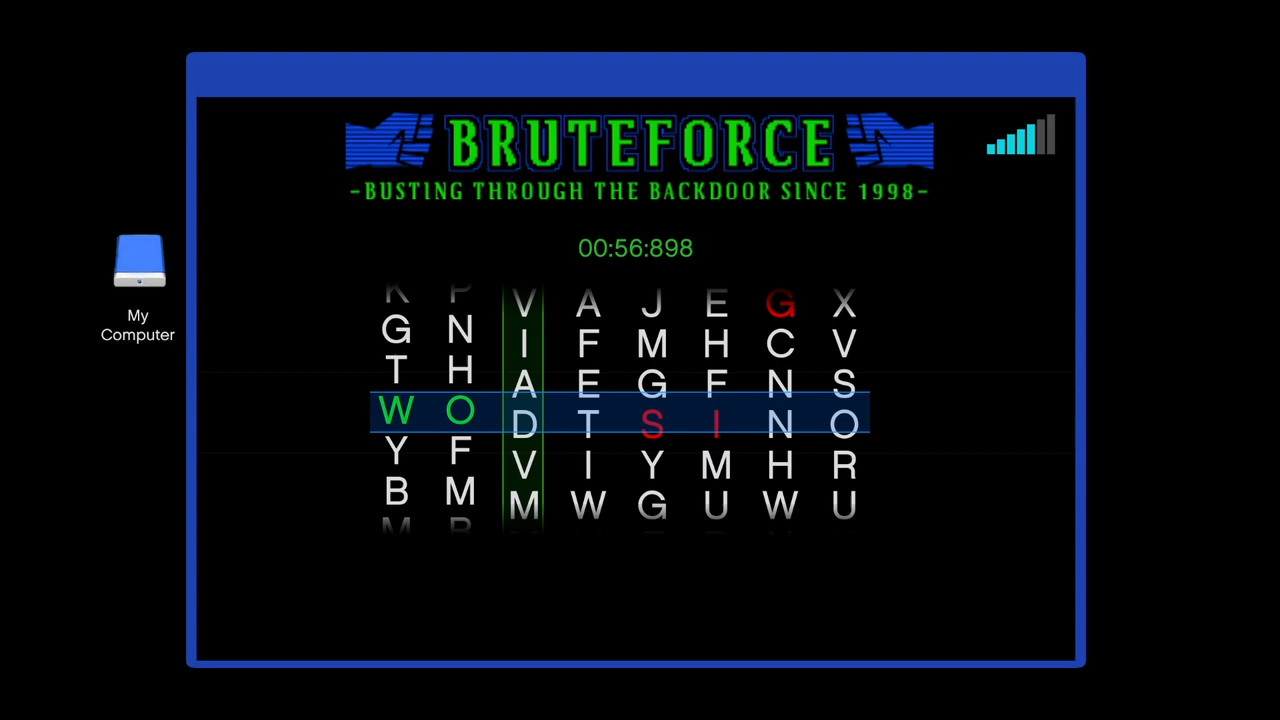 BRUTEFORCE
-BUSTING THROUGH THE BACKDOOR SINCE 1998-
00:56:898
My
Computer
K P V A J E G X
G N I F M H C V
T H A E G F N S
W O D T S I N O
Y F V I Y M H R
B M M W G U W U